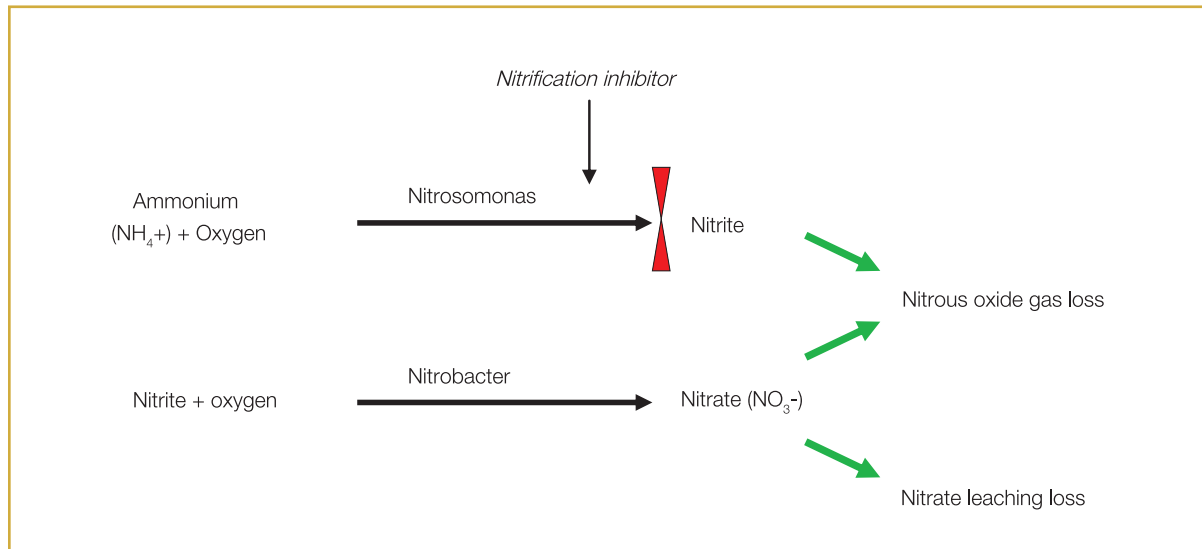 Nitrification inhibitor
Nitrosomonas
Ammonium
(NH₄+) + Oxygen
Nitrite
Nitrous oxide gas loss
Nitrobacter
Nitrite + oxygen
Nitrate (NO₃-)
Nitrate leaching loss